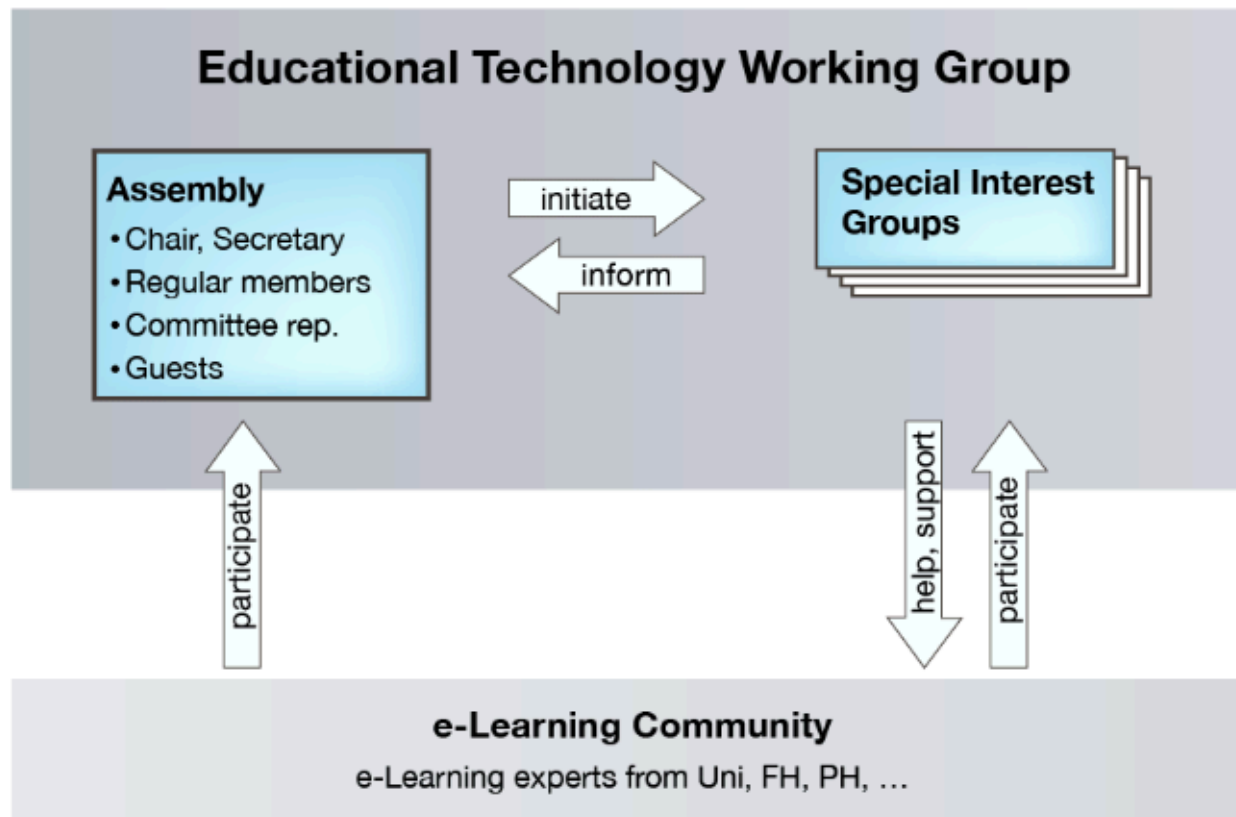 Educational Technology Working Group
Assembly
• Chair, Secretary
• Regular members
• Committee rep.
• Guests
initiate
inform
Special Interest
Groups
participate
help, support
participate
e-Learning Community
e-Learning experts from Uni, FH, PH, ...